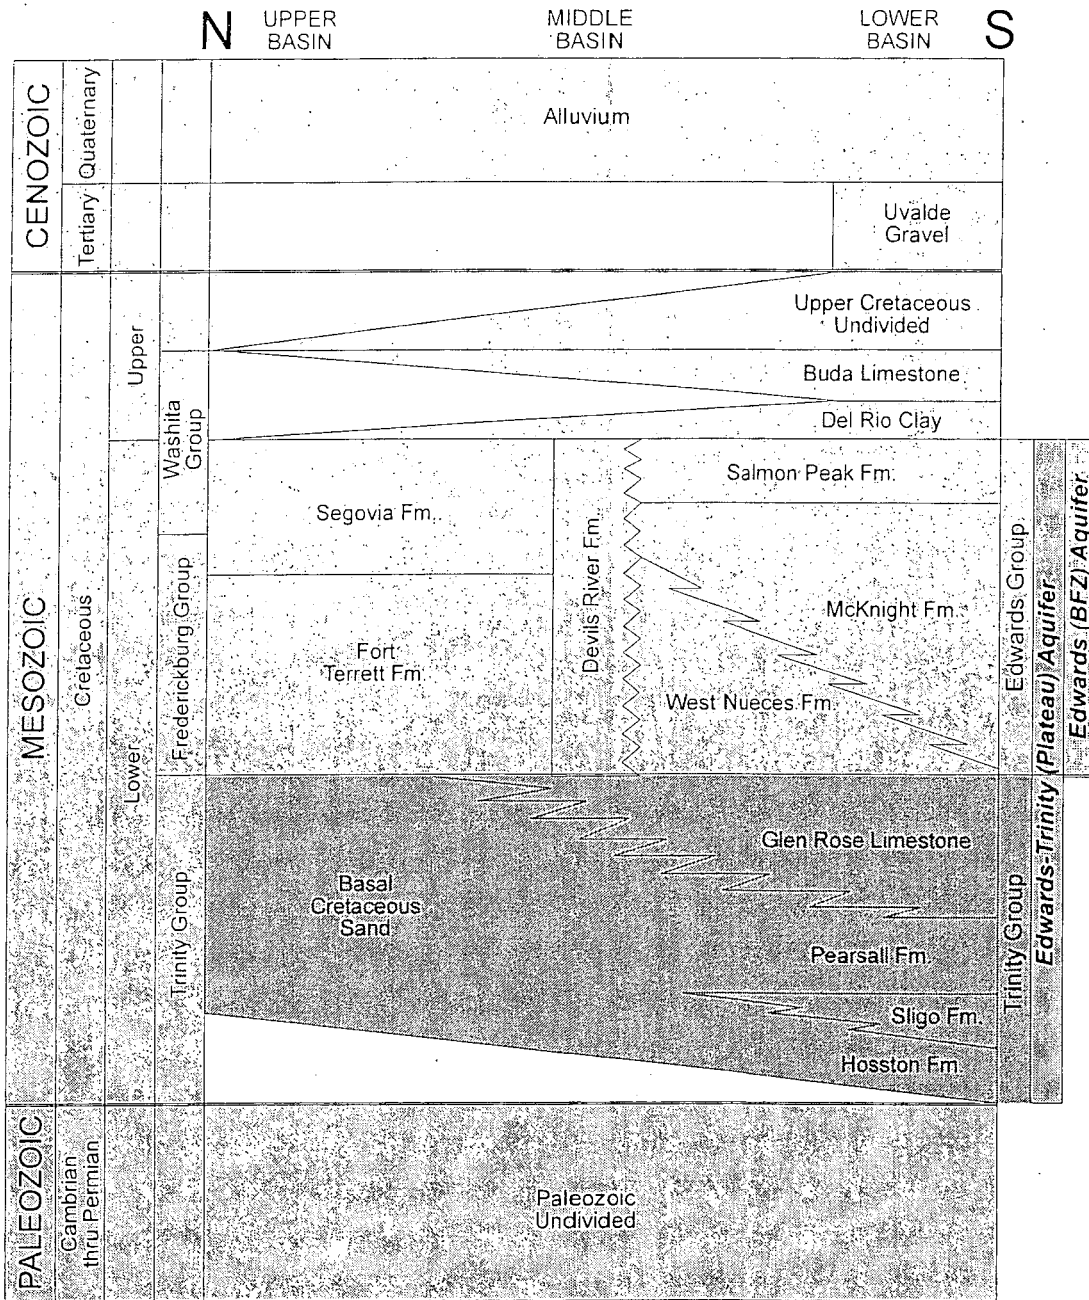 N
UPPER
BASIN
MIDDLE
BASIN
LOWER
BASIN
S
CENOZOIC
Quaternary
Tertiary
Alluvium
Uvalde
Gravel
MESOZOIC
Cretaceous
Upper
Lower
Washita
Group
Frederickburg Group
Trinity Group
Upper Cretaceous
Undivided
Buda Limestone
Del Rio Clay
Segovia Fm.
Fort
Terrett Fm.
Devils River Fm.
Salmon Peak Fm.
McKnight Fm.
West Nueces Fm.
Edwards Group
Basal
Cretaceous
Sand
Glen Rose Limestone
Pearsall Fm.
Sligo Fm.
Hosston Fm.
Trinity Group
Edwards-Trinity (Plateau) Aquifer
Edwards (BFZ) Aquifer
PALEOZOIC
Cambrian
thru Permian
Paleozoic
Undivided